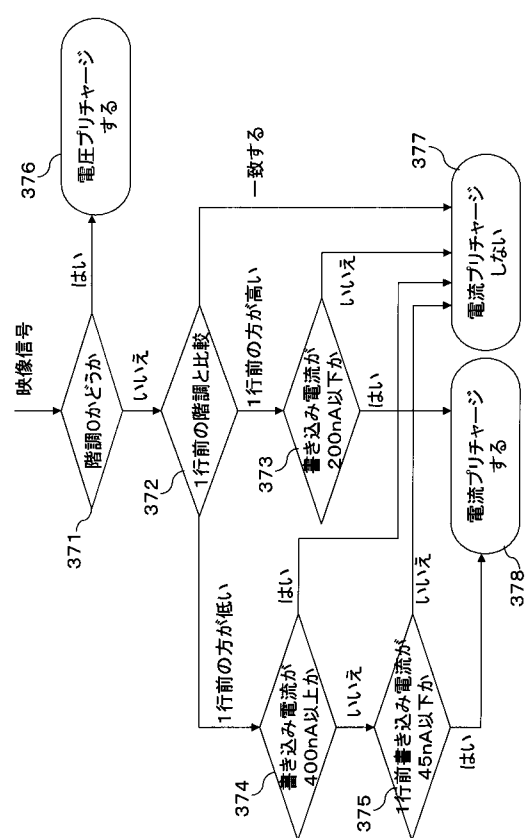 映像信号
階調0かどうか
371
はい
電圧プリチャージ
する
376
いいえ
1行前の階調と比較
372
一致する
1行前の方が高い
1行前の方が低い
書き込み電流が
200nA以下か
373
いいえ
はい
書き込み電流が
400nA以上か
374
はい
いいえ
1行前書き込み電流が
45nA以下か
375
いいえ
はい
電流プリチャージ
しない
377
電流プリチャージ
する
378